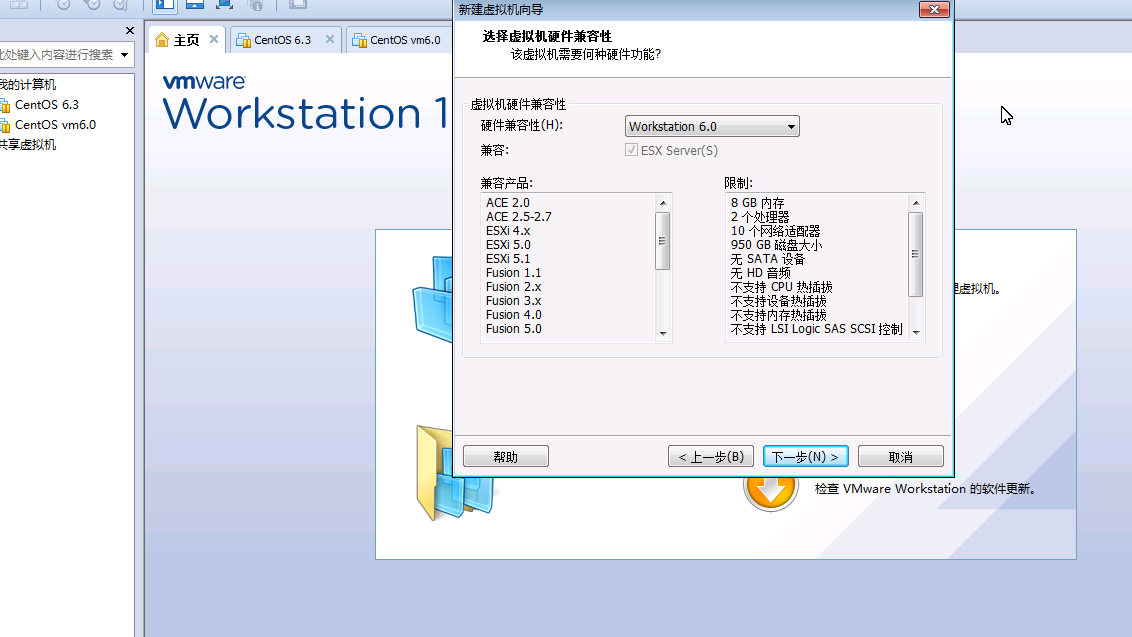 新建虚拟机向导
选择虚拟机硬件兼容性
该虚拟机需要何种硬件功能?
此处键入内容进行搜索
主页
CentOS 6.3
CentOS vm6.0
我的计算机
CentOS 6.3
CentOS vm6.0
共享虚拟机
vmware
Workstation 1
虚拟机硬件兼容性
硬件兼容性(H):
Workstation 6.0
兼容:
ESX Server(S)
兼容产品:
ACE 2.0
ACE 2.5-2.7
ESXi 4.x
ESXi 5.0
ESXi 5.1
Fusion 1.1
Fusion 2.x
Fusion 3.x
Fusion 4.0
Fusion 5.0
限制:
8 GB 内存
2 个处理器
10 个网络适配器
950 GB 磁盘大小
无 SATA 设备
无 HD 音频
不支持 CPU 热插拔
不支持设备热插拔
不支持内存热插拔
不支持 LSI Logic SAS SCSI 控制
理虚拟机。
帮助
< 上一步(B)
下一步(N) >
取消
检查 VMware Workstation 的软件更新。